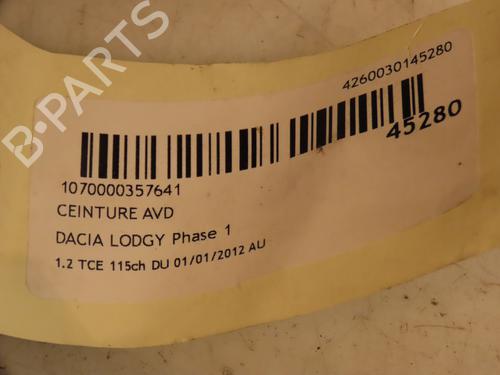 B-PARTS
4260030145280
45280
1070000357641
CEINTURE AVD
DACIA LODGY Phase 1
1.2 TCE 115ch DU 01/01/2012 AU